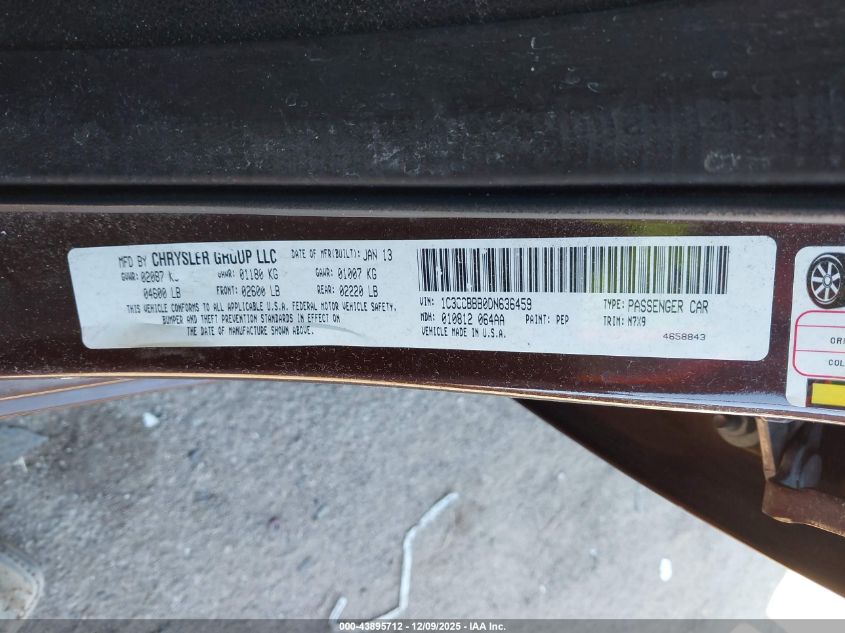 MFD BY CHRYSLER GROUP LLC DATE OF MFR(BUILT): JAN 13
GVWR: 02087 KG GAWR: 01180 KG GAWR: 01007 KG
04600 LB FRONT: 02600 LB REAR: 02220 LB
THIS VEHICLE CONFORMS TO ALL APPLICABLE U.S.A. FEDERAL MOTOR VEHICLE SAFETY,
BUMPER AND THEFT PREVENTION STANDARDS IN EFFECT ON
THE DATE OF MANUFACTURE SHOWN ABOVE.
VIN: 1C3CCBBB0DN636459 TYPE: PASSENGER CAR
MDH: 010812 064AA PAINT: PEP TRIM: M7X9
VEHICLE MADE IN U.S.A. 4658843
COL
000-43895712 - 12/09/2025 - IAA Inc.